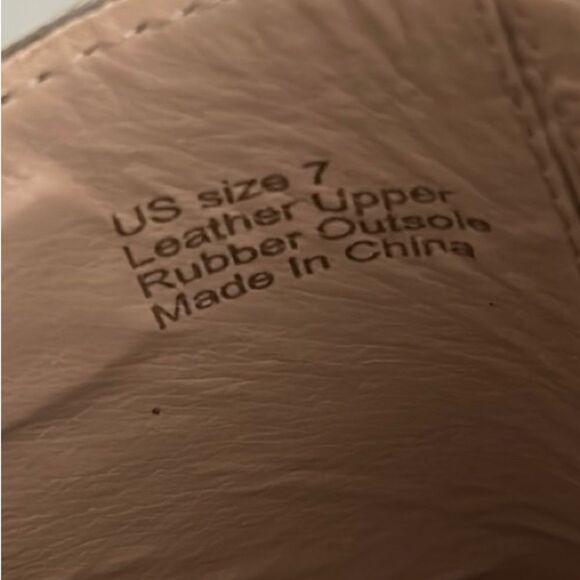 US size 7
Leather Upper
Rubber Outsole
Made In China